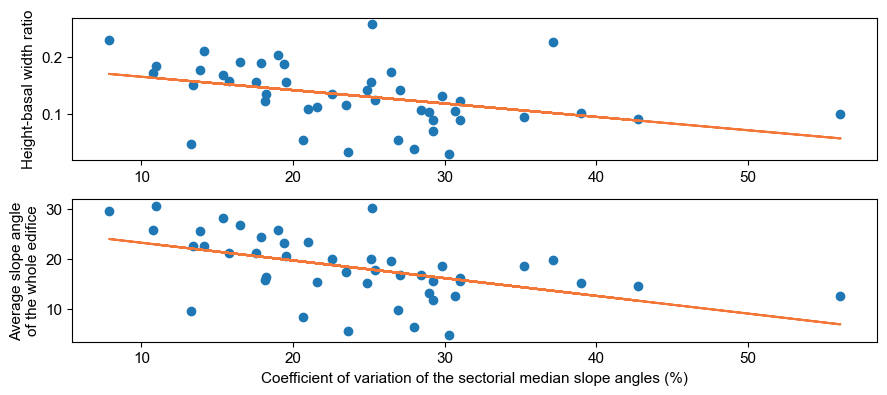 Height-basal width ratio
0.2
0.1
10 20 30 40 50
Average slope angle
of the whole edifice
30
20
10
10 20 30 40 50
Coefficient of variation of the sectorial median slope angles (%)